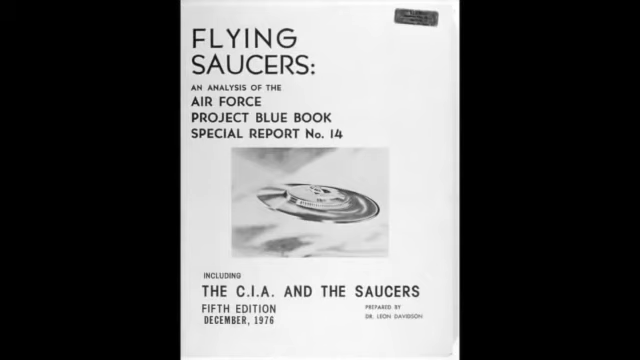 FLYING
SAUCERS:
AN ANALYSIS OF THE
AIR FORCE
PROJECT BLUE BOOK
SPECIAL REPORT No. 14
INCLUDING
THE C.I.A. AND THE SAUCERS
FIFTH EDITION
DECEMBER, 1976
PREPARED BY
DR. LEON DAVIDSON